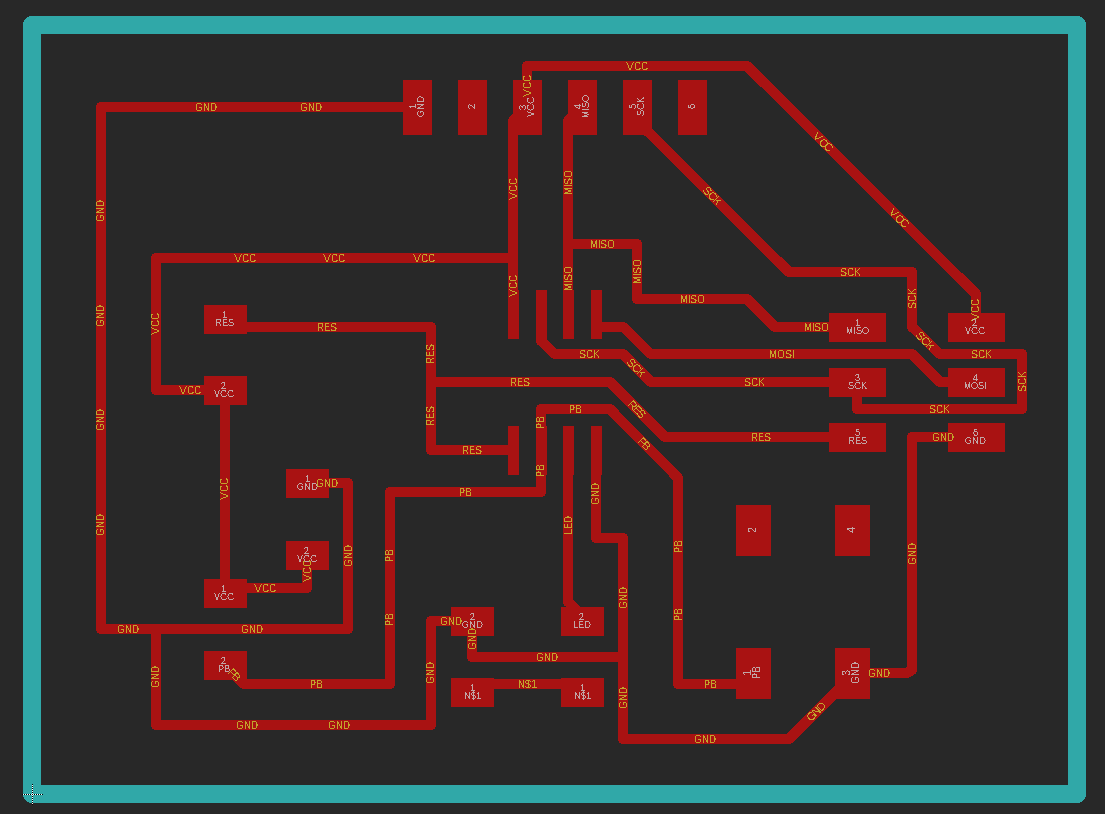 VCC
VCC
1
GND
2
3
VCC
4
MISO
5
SCK
6
GND
GND
VCC
VCC
MISO
SCK
GND
VCC
MISO
VCC
VCC
VCC
MISO
SCK
VCC
MISO
MISO
SCK
VCC
GND
1
RES
VCC
RES
MISO
1
MISO
2
VCC
SCK
RES
SCK
MOSI
SCK
SCK
2
VCC
VCC
RES
SCK
3
SCK
4
MOSI
SCK
GND
RES
PB
PB
RES
SCK
PB
RES
5
RES
GND
6
GND
RES
PB
VCC
1
GND
GND
PB
GND
LED
GND
2
4
2
VCC
VCC
GND
PB
PB
GND
1
VCC
VCC
GND
PB
GND
2
GND
2
LED
PB
GND
GND
GND
GND
2
PB
PB
PB
GND
GND
1
PB
3
GND
GND
GND
1
N$1
N$1
1
N$1
GND
PB
GND
GND
GND
GND